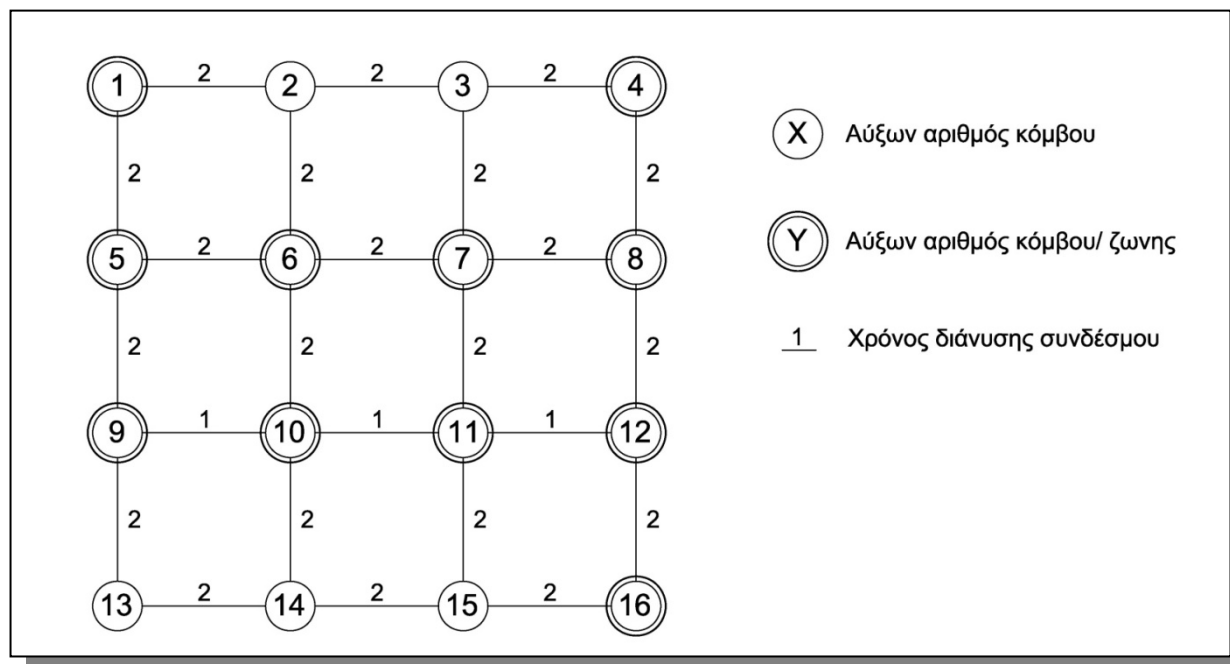 2 2 2
1 2 3 4
Χ Αύξων αριθμός κόμβου
2 2 2 2
2 2 2
5 6 7 8
Υ Αύξων αριθμός κόμβου/ ζωνης
2 2 2 2
1 Χρόνος διάνυσης συνδέσμου
1 1 1
9 10 11 12
2 2 2 2
2 2 2
13 14 15 16